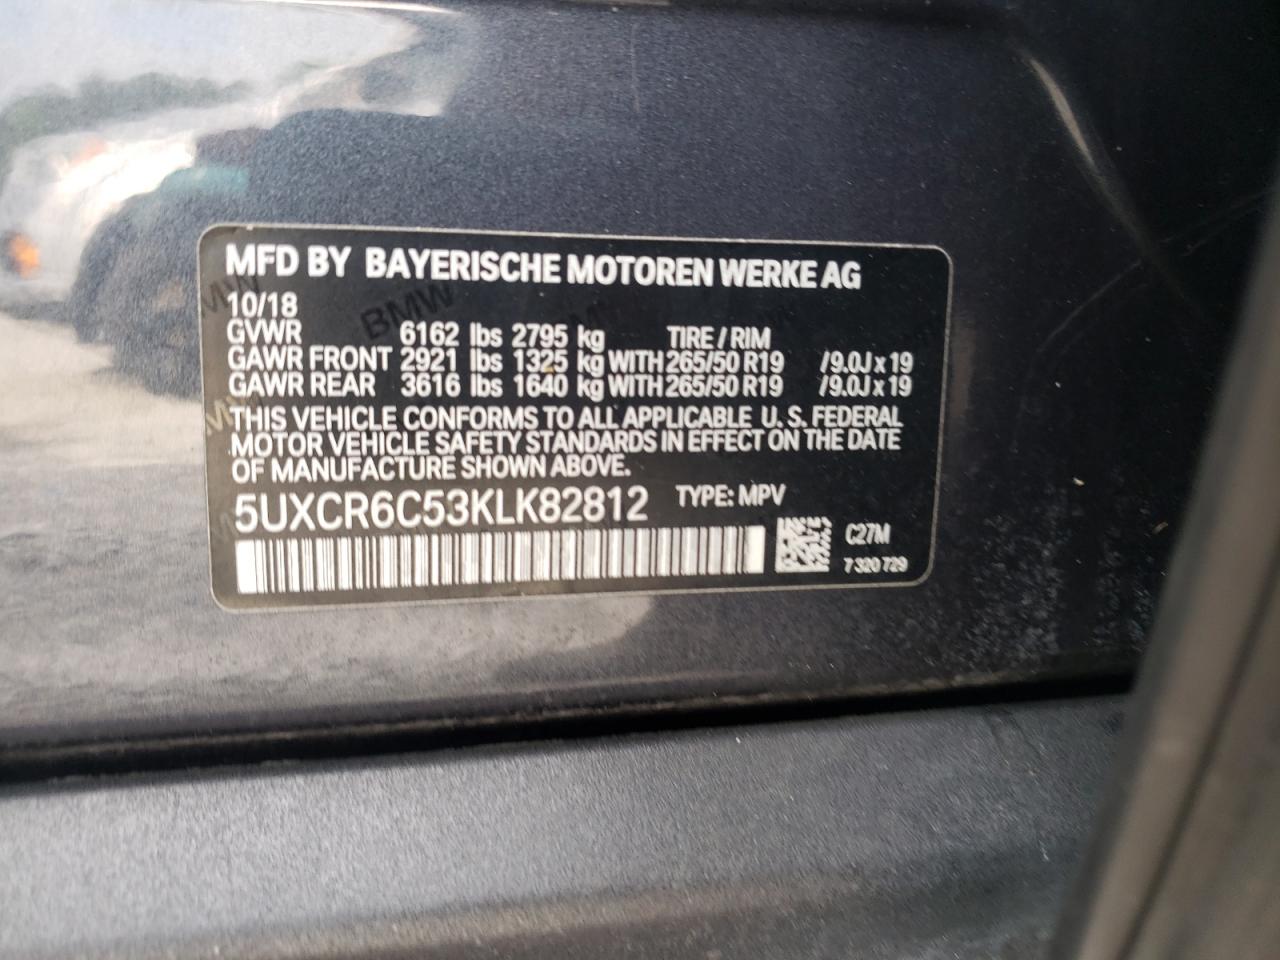 MFD BY BAYERISCHE MOTOREN WERKE AG
10/18
GVWR 6162 lbs 2795 kg TIRE / RIM
GAWR FRONT 2921 lbs 1325 kg WITH 265/50 R19 /9.0J x 19
GAWR REAR 3616 lbs 1640 kg WITH 265/50 R19 /9.0J x 19
THIS VEHICLE CONFORMS TO ALL APPLICABLE U. S. FEDERAL
MOTOR VEHICLE SAFETY STANDARDS IN EFFECT ON THE DATE
OF MANUFACTURE SHOWN ABOVE.
5UXCR6C53KLK82812 TYPE: MPV
C27M
7 320 729
BMW